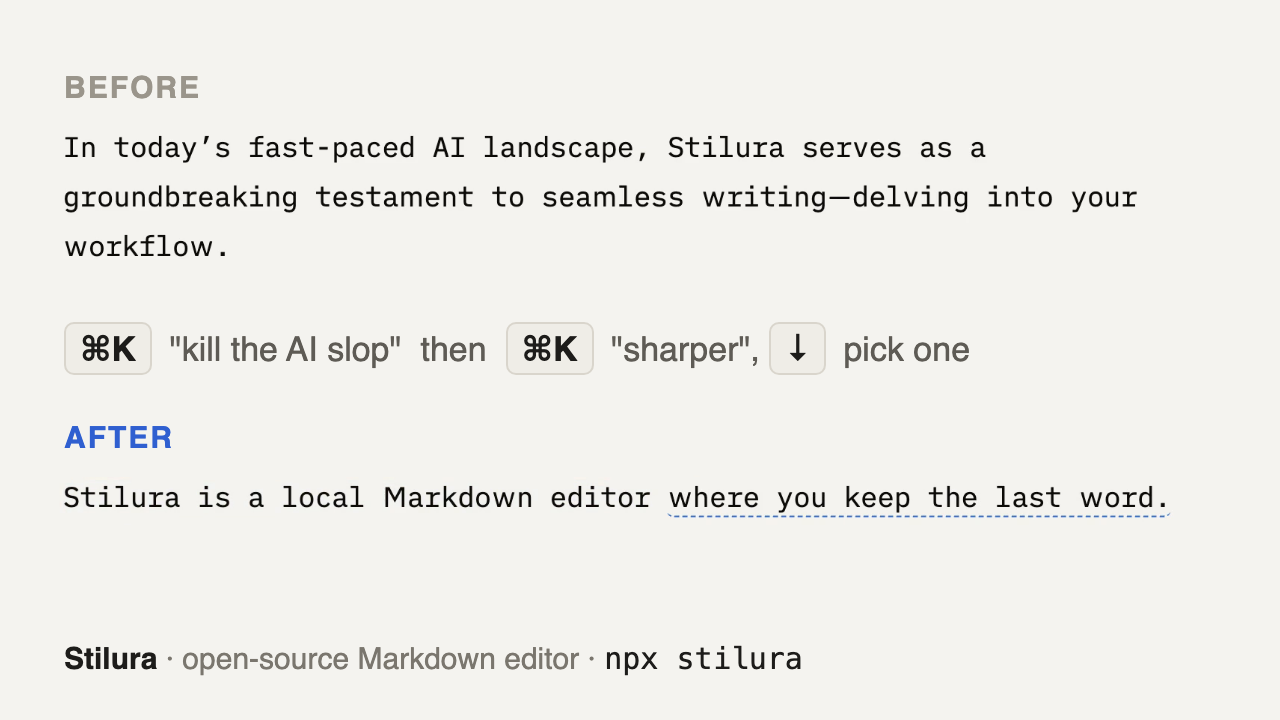 BEFORE
In today’s fast-paced AI landscape, Stilura serves as a
groundbreaking testament to seamless writing—delving into your
workflow.
⌘K "kill the AI slop" then ⌘K "sharper", ↓ pick one
AFTER
Stilura is a local Markdown editor where you keep the last word.
Stilura · open-source Markdown editor · npx stilura